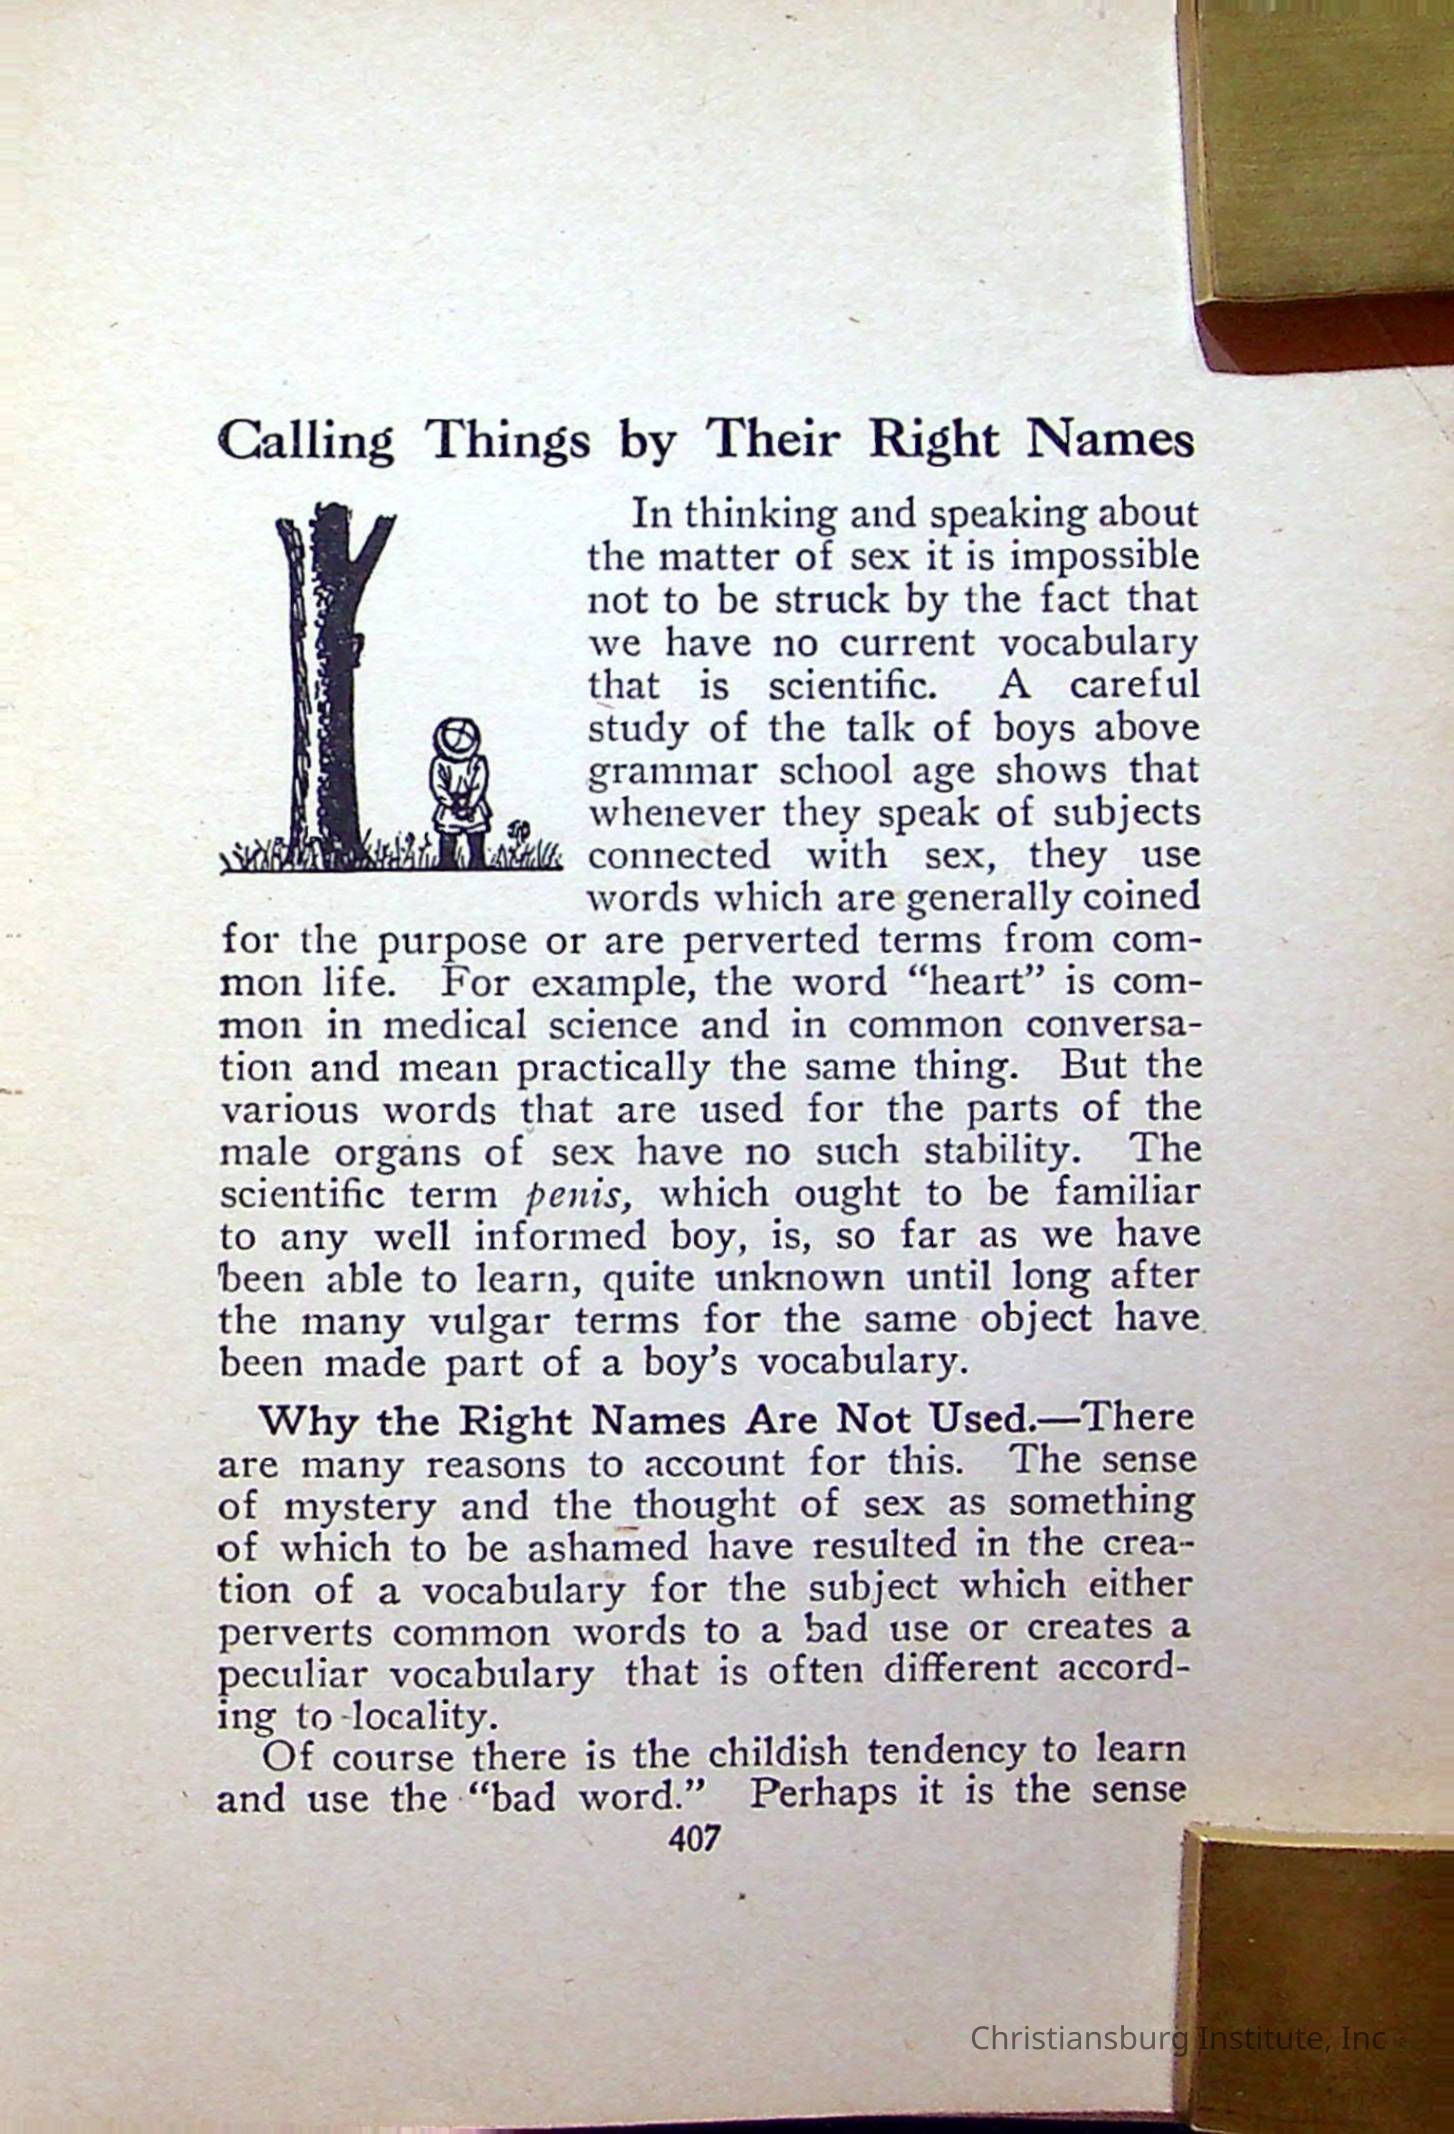 Calling Things by Their Right Names
In thinking and speaking about
the matter of sex it is impossible
not to be struck by the fact that
we have no current vocabulary
that is scientific. A careful
study of the talk of boys above
grammar school age shows that
whenever they speak of subjects
connected with sex, they use
words which are generally coined
for the purpose or are perverted terms from com-
mon life. For example, the word “heart” is com-
mon in medical science and in common conversa-
tion and mean practically the same thing. But the
various words that are used for the parts of the
male organs of sex have no such stability. The
scientific term penis, which ought to be familiar
to any well informed boy, is, so far as we have
been able to learn, quite unknown until long after
the many vulgar terms for the same object have
been made part of a boy’s vocabulary.
Why the Right Names Are Not Used.—There
are many reasons to account for this. The sense
of mystery and the thought of sex as something
of which to be ashamed have resulted in the crea-
tion of a vocabulary for the subject which either
perverts common words to a bad use or creates a
peculiar vocabulary that is often different accord-
ing to locality.
Of course there is the childish tendency to learn
and use the “bad word.” Perhaps it is the sense
407
Christiansburg Institute, Inc